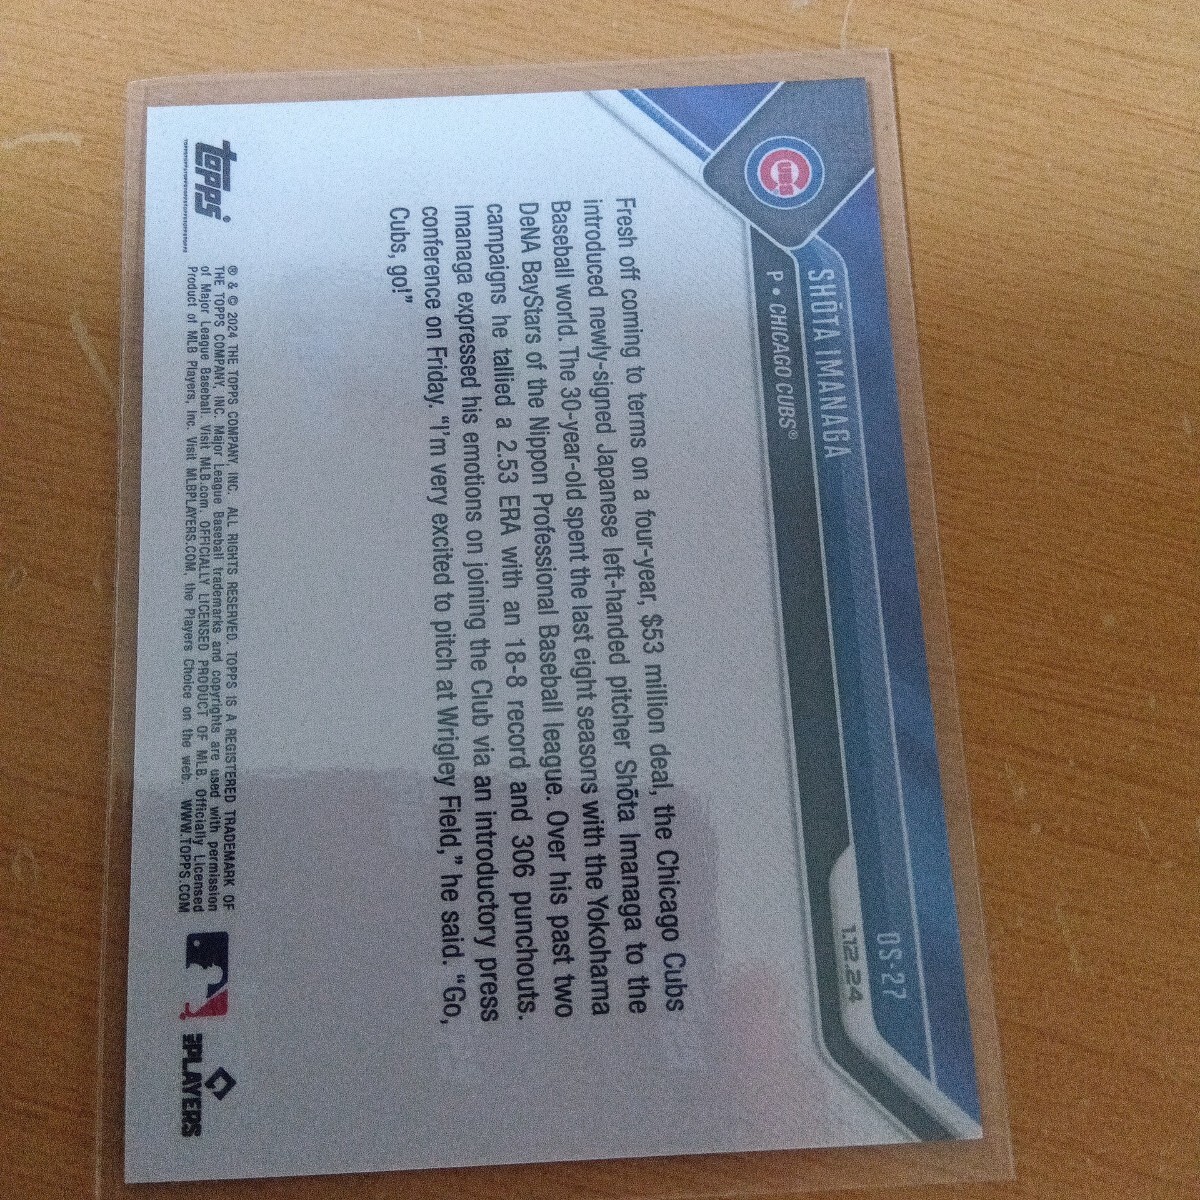 OS-27
1.12.24
SHŌTA IMANAGA
P • CHICAGO CUBS®
CUBS
Fresh off coming to terms on a four-year, $53 million deal, the Chicago Cubs
introduced newly-signed Japanese left-handed pitcher Shōta Imanaga to the
Baseball world. The 30-year-old spent the last eight seasons with the Yokohama
DeNA BayStars of the Nippon Professional Baseball league. Over his past two
campaigns he tallied a 2.53 ERA with an 18-8 record and 306 punchouts.
Imanaga expressed his emotions on joining the Club via an introductory press
conference on Friday. “I’m very excited to pitch at Wrigley Field,” he said. “Go,
Cubs, go!”
topps
® & © 2024 THE TOPPS COMPANY, INC. ALL RIGHTS RESERVED. TOPPS IS A REGISTERED TRADEMARK OF
THE TOPPS COMPANY, INC. Major League Baseball trademarks and copyrights are used with permission
of Major League Baseball. Visit MLB.com. OFFICIALLY LICENSED PRODUCT OF MLB. Officially Licensed
Product of MLB Players, Inc. Visit MLBPLAYERS.COM, the Players Choice on the web. WWW.TOPPS.COM
MLB PLAYERS